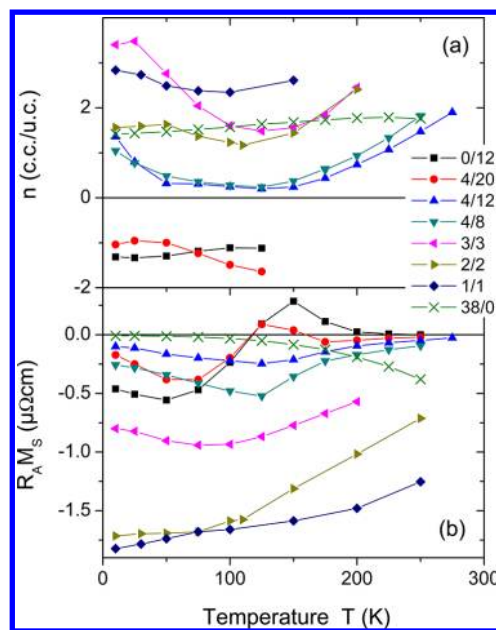 (a)
n (c.c./u.c.)
2
0
-2
0/12
4/20
4/12
4/8
3/3
2/2
1/1
38/0
0.0
-0.5
-1.0
-1.5
R_A M_S (μΩcm)
(b)
0 100 200 300
Temperature T (K)